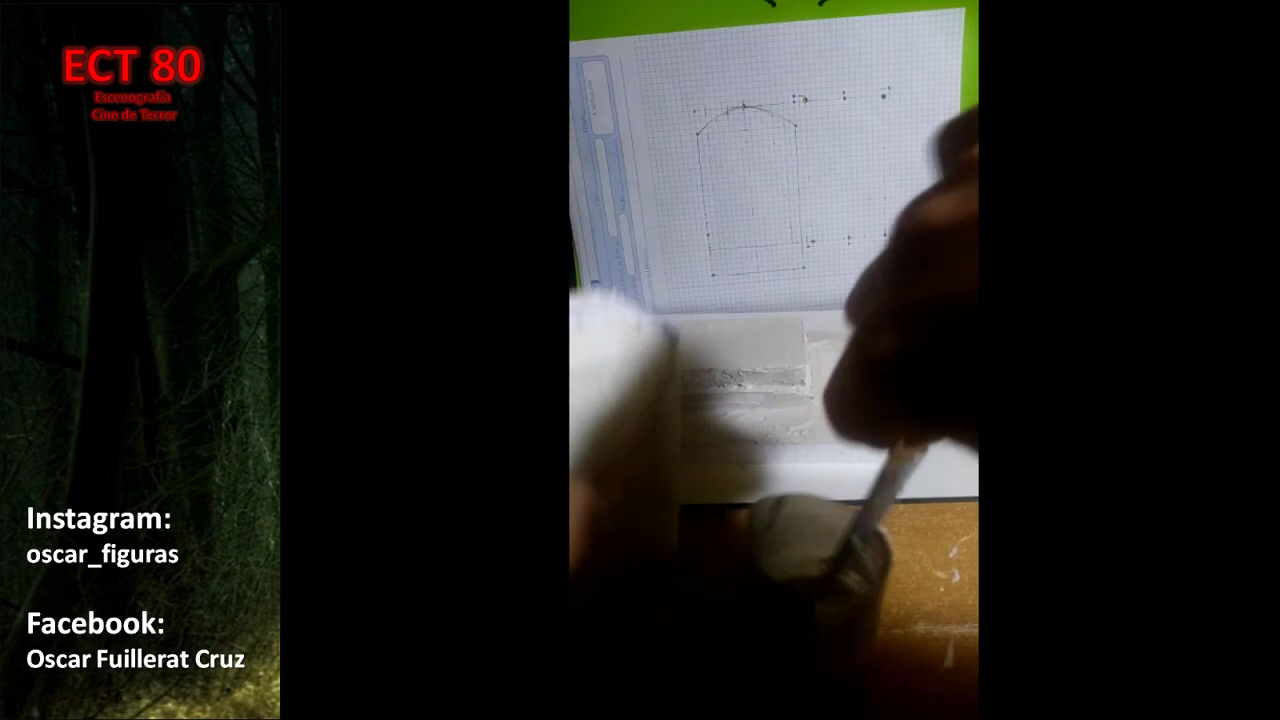 ECT 80
Escenografía
Cine de Terror
Instagram:
oscar_figuras
Facebook:
Oscar Fuillerat Cruz